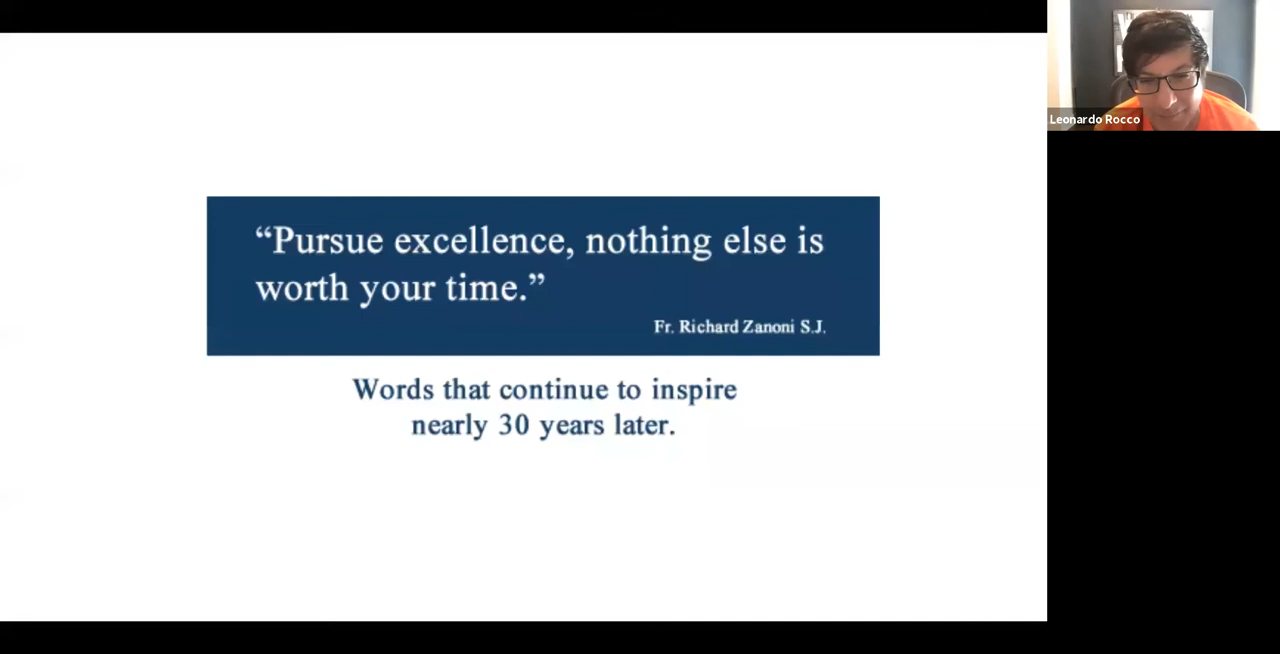 “Pursue excellence, nothing else is
worth your time.”
Fr. Richard Zanoni S.J.
Words that continue to inspire
nearly 30 years later.
Leonardo Rocco